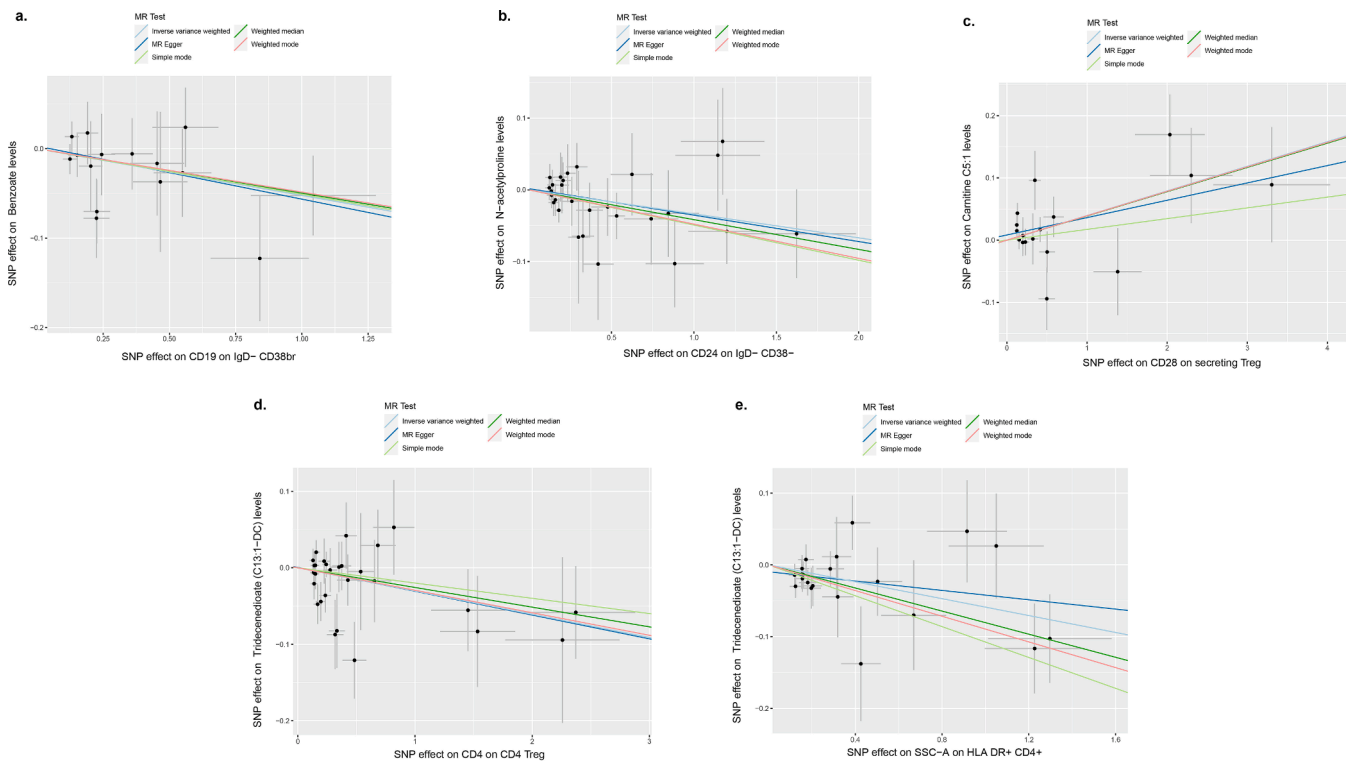 a.
MR Test
Inverse variance weighted
Weighted median
MR Egger
Weighted mode
Simple mode
SNP effect on Benzoate levels
0.0
−0.1
−0.2
0.25
0.50
0.75
1.00
1.25
SNP effect on CD19 on IgD− CD38br
b.
MR Test
Inverse variance weighted
Weighted median
MR Egger
Weighted mode
Simple mode
SNP effect on N−acetylproline levels
0.1
0.0
−0.1
0.5
1.0
1.5
2.0
SNP effect on CD24 on IgD− CD38−
c.
MR Test
Inverse variance weighted
Weighted median
MR Egger
Weighted mode
Simple mode
SNP effect on Carnitine C5:1 levels
0.2
0.1
0.0
−0.1
0
1
2
3
4
SNP effect on CD28 on secreting Treg
d.
MR Test
Inverse variance weighted
Weighted median
MR Egger
Weighted mode
Simple mode
SNP effect on Tridecenedioate (C13:1−DC) levels
0.1
0.0
−0.1
−0.2
0
1
2
3
SNP effect on CD4 on CD4 Treg
e.
MR Test
Inverse variance weighted
Weighted median
MR Egger
Weighted mode
Simple mode
SNP effect on Tridecenedioate (C13:1−DC) levels
0.1
0.0
−0.1
−0.2
0.4
0.8
1.2
1.6
SNP effect on SSC−A on HLA DR+ CD4+